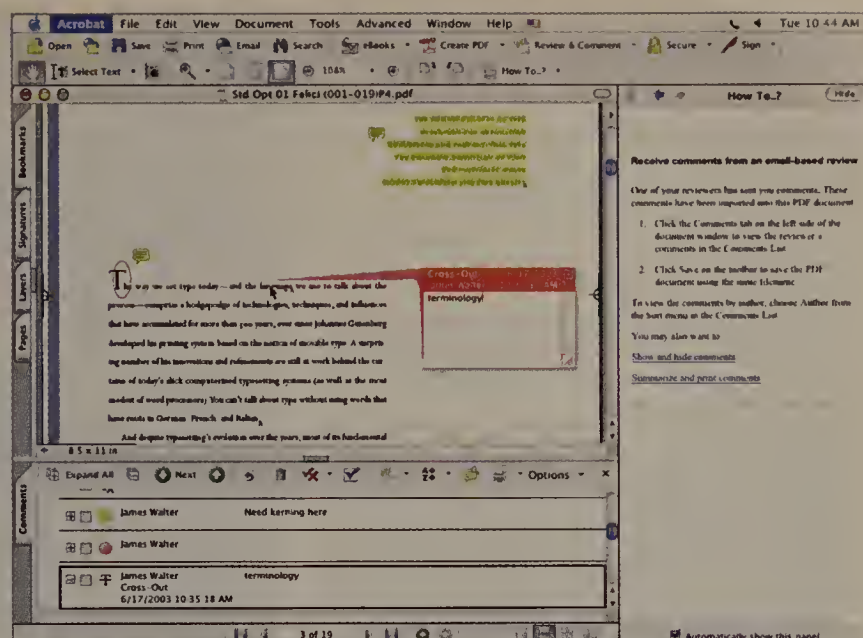 Acrobat File Edit View Document Tools Advanced Window Help Tue 10:44 AM
Open Save Print Email Search eBooks Create PDF Review & Comment Secure Sign
Select Text 108% How To..?
Std Opt 01 Felici (001-019)P4.pdf
How To..? Hide
Bookmarks
Signatures
Layers
Pages
The way we set type today—and the language we use to talk about the
process—comprise a hodgepodge of technologies, techniques, and influences
that have accumulated for more than 500 years, ever since Johannes Gutenberg
developed his printing system based on the notion of movable type. A surpris-
ing number of his innovations and refinements are still at work behind the cur-
tains of today's slick computerized typesetting systems (as well as the most
modest of word processors). You can't talk about type without using words that
have roots in German, French, and Italian.
And despite typesetting's evolution over the years, most of its fundamental
Cross-Out
James Walter
terminology
8.5 x 11 in
Receive comments from an email-based review
One of your reviewers has sent you comments. These
comments have been imported into this PDF document
1. Click the Comments tab on the left side of the
document window to view the reviewer's
comments in the Comments List
2. Click Save on the toolbar to save the PDF
document using the same filename
To view the comments by author, choose Author from
the Sort menu in the Comments List
You may also want to
Show and hide comments
Summarize and print comments
Comments
Expand All Next Options
James Walter Need kerning here
James Walter
James Walter terminology
Cross-Out
6/17/2003 10:35:18 AM
3 of 19
Automatically show this panel